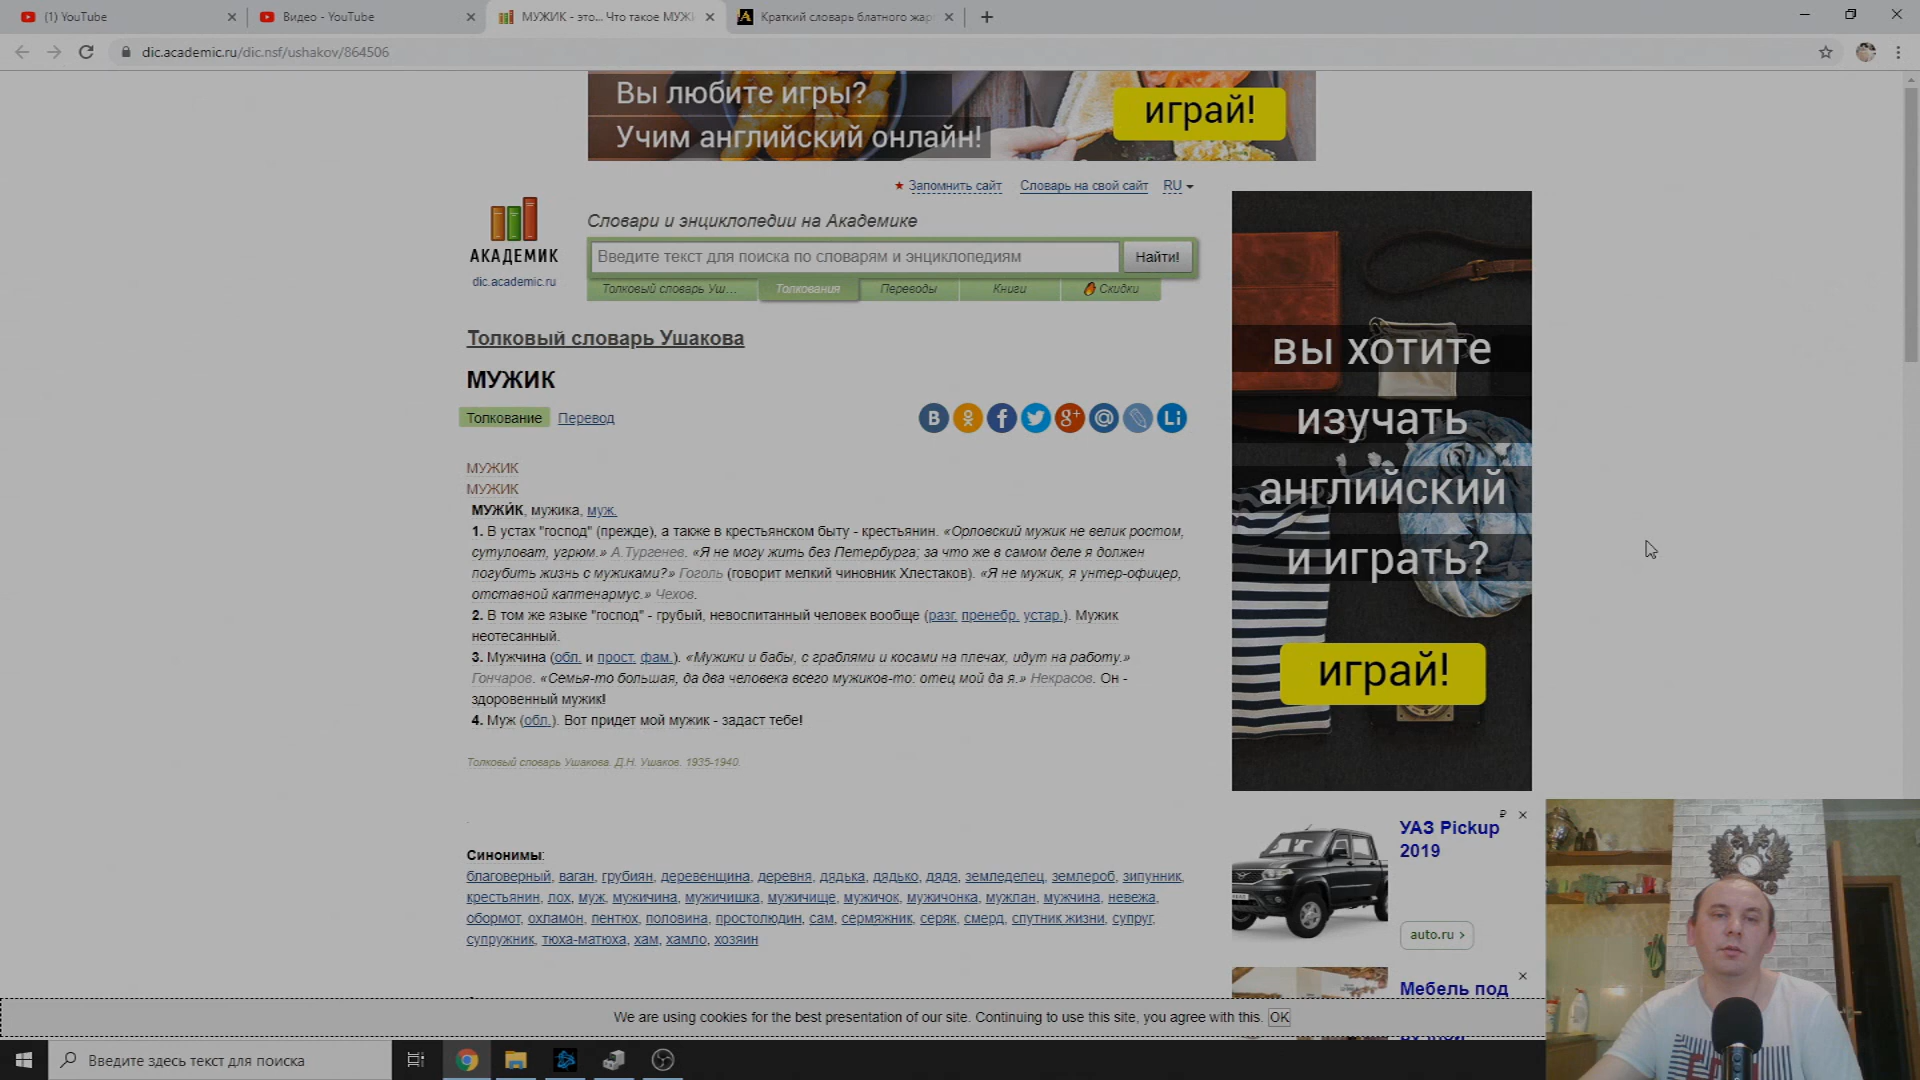 (1) YouTube
Видео - YouTube
МУЖИК - это... Что такое МУЖ
Краткий словарь блатного жар
dic.academic.ru/dic.nsf/ushakov/864506
Вы любите игры?
Учим английский онлайн!
играй!
Запомнить сайт Словарь на свой сайт RU
АКАДЕМИК
dic.academic.ru
Словари и энциклопедии на Академике
Введите текст для поиска по словарям и энциклопедиям Найти!
Толковый словарь Уш... Толкования Переводы Книги Скидки
Толковый словарь Ушакова
МУЖИК
Толкование Перевод
МУЖИК
МУЖИК
МУЖИ́К, мужика, муж.
1. В устах "господ" (прежде), а также в крестьянском быту - крестьянин. «Орловский мужик не велик ростом,
сутуловат, угрюм.» А.Тургенев. «Я не могу жить без Петербурга; за что же в самом деле я должен
погубить жизнь с мужиками?» Гоголь (говорит мелкий чиновник Хлестаков). «Я не мужик, я унтер-офицер,
отставной каптенармус.» Чехов.
2. В том же языке "господ" - грубый, невоспитанный человек вообще (разг. пренебр. устар.). Мужик
неотесанный.
3. Мужчина (обл. и прост. фам.). «Мужики и бабы, с граблями и косами на плечах, идут на работу.»
Гончаров. «Семья-то большая, да два человека всего мужиков-то: отец мой да я.» Некрасов. Он -
здоровенный мужик!
4. Муж (обл.). Вот придет мой мужик - задаст тебе!
Толковый словарь Ушакова. Д.Н. Ушаков. 1935-1940.
.
Синонимы:
благоверный, ваган, грубиян, деревенщина, деревня, дядька, дядько, дядя, земледелец, землероб, зипунник,
крестьянин, лох, муж, мужичина, мужичишка, мужичище, мужичок, мужичонка, мужлан, мужчина, невежа,
обормот, охламон, пентюх, половина, простолюдин, сам, сермяжник, серяк, смерд, спутник жизни, супруг,
супружник, тюха-матюха, хам, хамло, хозяин
вы хотите
изучать
английский
и играть?
играй!
УАЗ Pickup
2019
auto.ru
Мебель под
We are using cookies for the best presentation of our site. Continuing to use this site, you agree with this. OK
Введите здесь текст для поиска